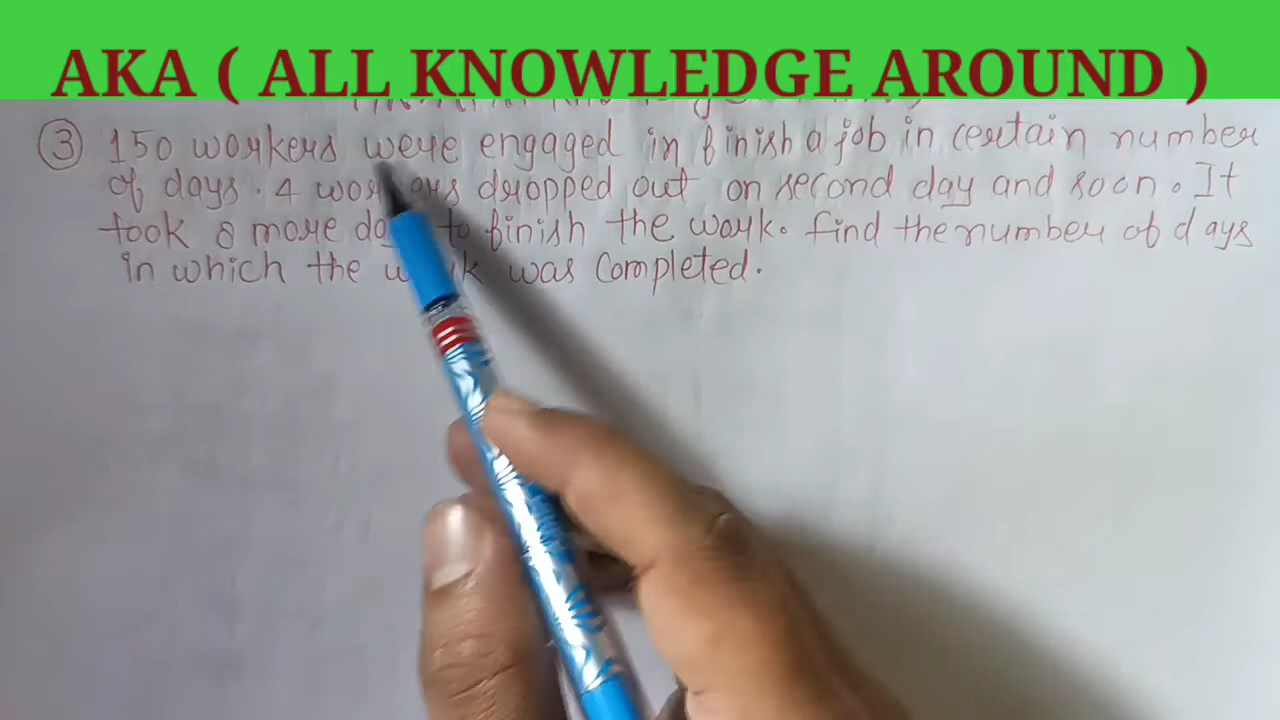 AKA ( ALL KNOWLEDGE AROUND )
③ 150 workers were engaged in finish a job in certain number
of days. 4 workers dropped out on second day and soon. It
took 8 more to finish the work. Find the number of days
in which the was Completed.